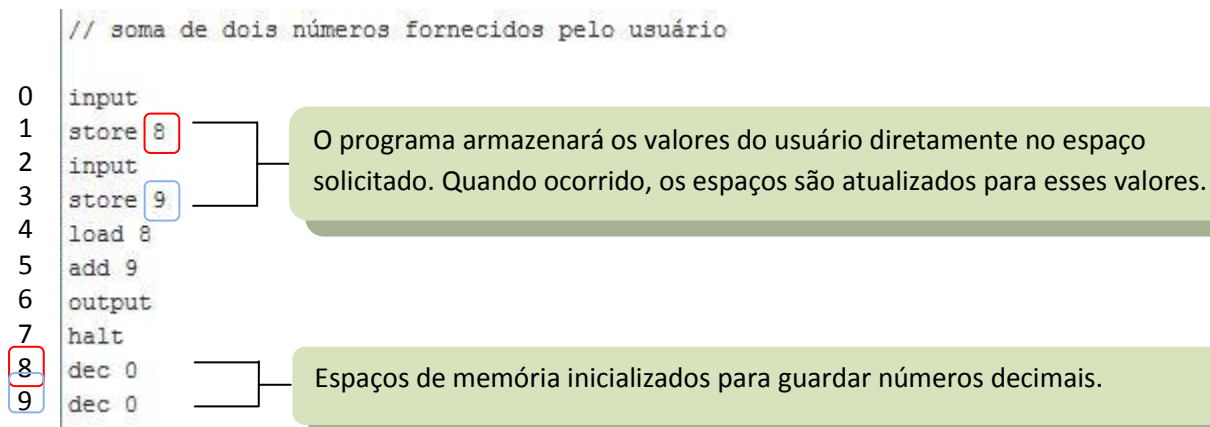 // soma de dois números fornecidos pelo usuário
0 input
1 store 8
2 input
3 store 9
4 load 8
5 add 9
6 output
7 halt
8 dec 0
9 dec 0
O programa armazenará os valores do usuário diretamente no espaço
solicitado. Quando ocorrido, os espaços são atualizados para esses valores.
Espaços de memória inicializados para guardar números decimais.